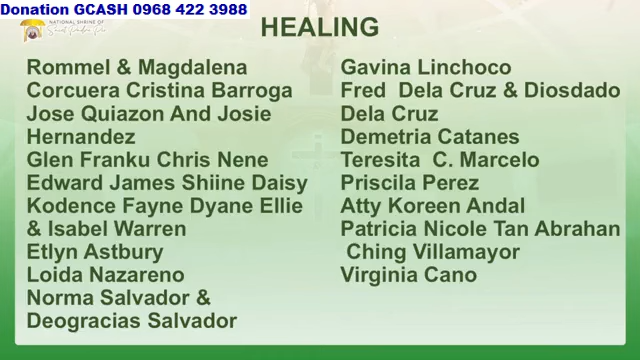 Donation GCASH 0968 422 3988
NATIONAL SHRINE OF
HEALING
Rommel & Magdalena
Corcuera Cristina Barroga
Jose Quiazon And Josie
Hernandez
Glen Franku Chris Nene
Edward James Shiine Daisy
Kodence Fayne Dyane Ellie
& Isabel Warren
Etlyn Astbury
Loida Nazareno
Norma Salvador &
Deogracias Salvador
Gavina Linchoco
Fred Dela Cruz & Diosdado
Dela Cruz
Demetria Catanes
Teresita C. Marcelo
Priscila Perez
Atty Koreen Andal
Patricia Nicole Tan Abrahan
Ching Villamayor
Virginia Cano